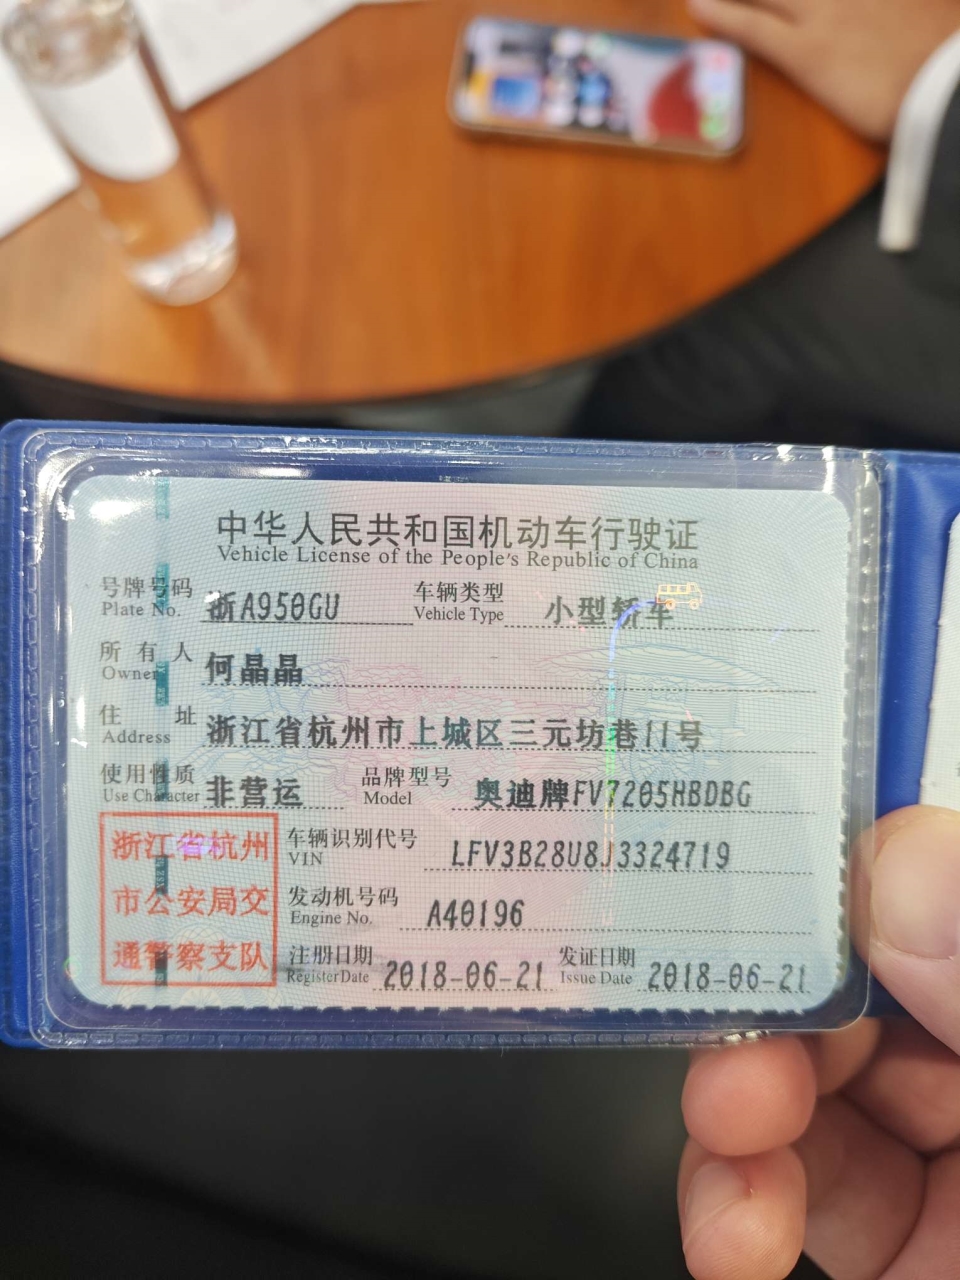 中华人民共和国机动车行驶证
Vehicle License of the People's Republic of China
号牌号码 浙A950GU 车辆类型 小型轿车
Plate No. Vehicle Type
所有人 何晶晶
Owner
住址 浙江省杭州市上城区三元坊巷11号
Address
使用性质 非营运 品牌型号 奥迪牌FV7205HBDBG
Use Character Model
浙江省杭州
市公安局交
通警察支队
车辆识别代号 LFV3B28U8J3324719
VIN
发动机号码 A40196
Engine No.
注册日期 2018-06-21 发证日期 2018-06-21
Register Date Issue Date